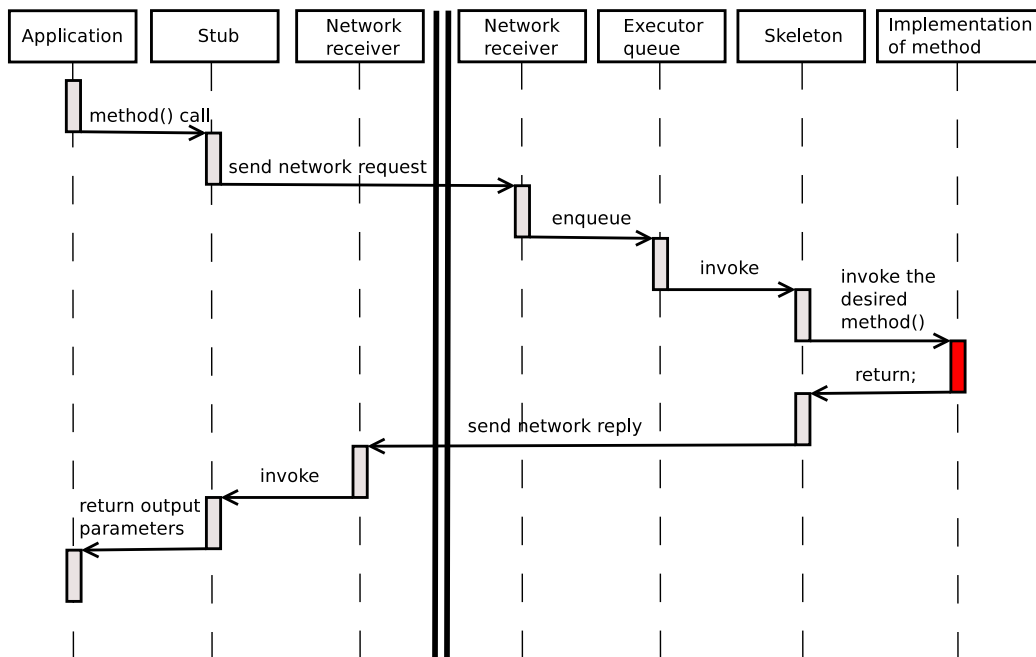 Application
Stub
Network
receiver
Network
receiver
Executor
queue
Skeleton
Implementation
of method
method() call
send network request
enqueue
invoke
invoke the
desired
method()
return;
send network reply
invoke
return output
parameters